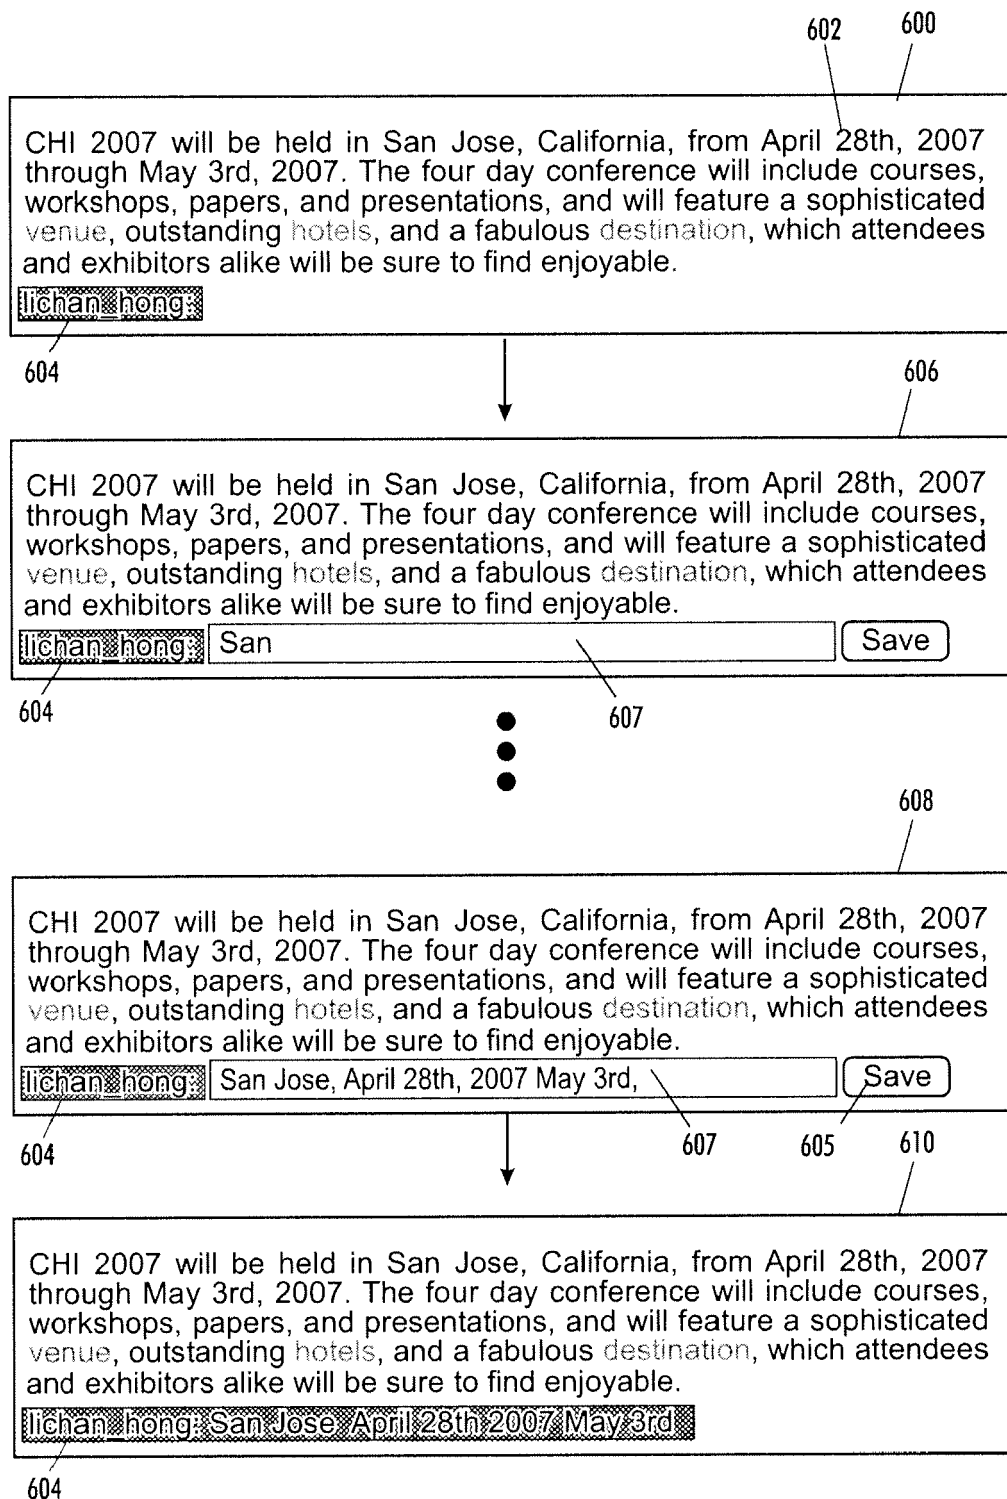 602 600
CHI 2007 will be held in San Jose, California, from April 28th, 2007
through May 3rd, 2007. The four day conference will include courses,
workshops, papers, and presentations, and will feature a sophisticated
venue, outstanding hotels, and a fabulous destination, which attendees
and exhibitors alike will be sure to find enjoyable.
lichan_hong:
604
606
CHI 2007 will be held in San Jose, California, from April 28th, 2007
through May 3rd, 2007. The four day conference will include courses,
workshops, papers, and presentations, and will feature a sophisticated
venue, outstanding hotels, and a fabulous destination, which attendees
and exhibitors alike will be sure to find enjoyable.
lichan_hong: San Save
604 607
608
CHI 2007 will be held in San Jose, California, from April 28th, 2007
through May 3rd, 2007. The four day conference will include courses,
workshops, papers, and presentations, and will feature a sophisticated
venue, outstanding hotels, and a fabulous destination, which attendees
and exhibitors alike will be sure to find enjoyable.
lichan_hong: San Jose, April 28th, 2007 May 3rd, Save
604 607 605 610
CHI 2007 will be held in San Jose, California, from April 28th, 2007
through May 3rd, 2007. The four day conference will include courses,
workshops, papers, and presentations, and will feature a sophisticated
venue, outstanding hotels, and a fabulous destination, which attendees
and exhibitors alike will be sure to find enjoyable.
lichan_hong: San Jose April 28th 2007 May 3rd
604